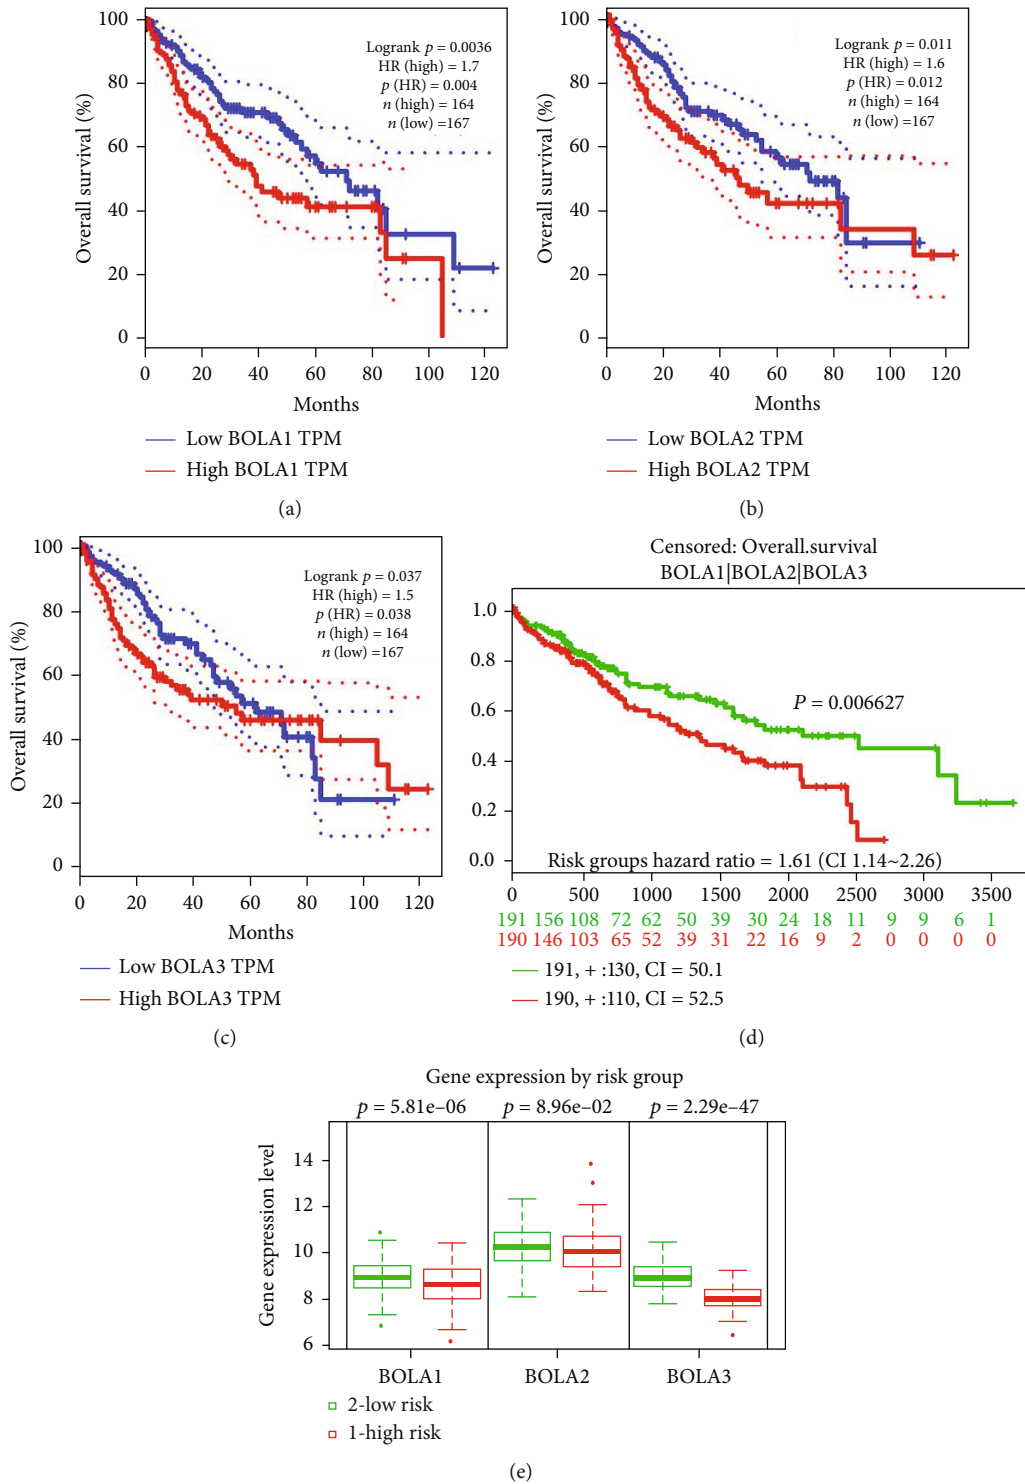 100
80
60
40
20
0
Overall survival (%)
Logrank p = 0.0036
HR (high) = 1.7
p (HR) = 0.004
n (high) = 164
n (low) =167
0 20 40 60 80 100 120
Months
Low BOLA1 TPM
High BOLA1 TPM
(a)
100
80
60
40
20
0
Overall survival (%)
Logrank p = 0.011
HR (high) = 1.6
p (HR) = 0.012
n (high) = 164
n (low) =167
0 20 40 60 80 100 120
Months
Low BOLA2 TPM
High BOLA2 TPM
(b)
100
80
60
40
20
0
Overall survival (%)
Logrank p = 0.037
HR (high) = 1.5
p (HR) = 0.038
n (high) = 164
n (low) =167
0 20 40 60 80 100 120
Months
Low BOLA3 TPM
High BOLA3 TPM
(c)
Censored: Overall.survival
BOLA1|BOLA2|BOLA3
1.0
0.8
0.6
0.4
0.2
0.0
P = 0.006627
Risk groups hazard ratio = 1.61 (CI 1.14~2.26)
0 500 1000 1500 2000 2500 3000 3500
191 156 108 72 62 50 39 30 24 18 11 9 9 6 1
190 146 103 65 52 39 31 22 16 9 2 0 0 0 0
191, + :130, CI = 50.1
190, + :110, CI = 52.5
(d)
Gene expression by risk group
p = 5.81e–06 p = 8.96e–02 p = 2.29e–47
14
12
10
8
6
Gene expression level
BOLA1 BOLA2 BOLA3
2-low risk
1-high risk
(e)